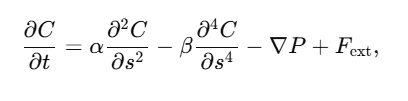 ∂C/∂t = α ∂²C/∂s² − β ∂⁴C/∂s⁴ − ∇P + F_ext,